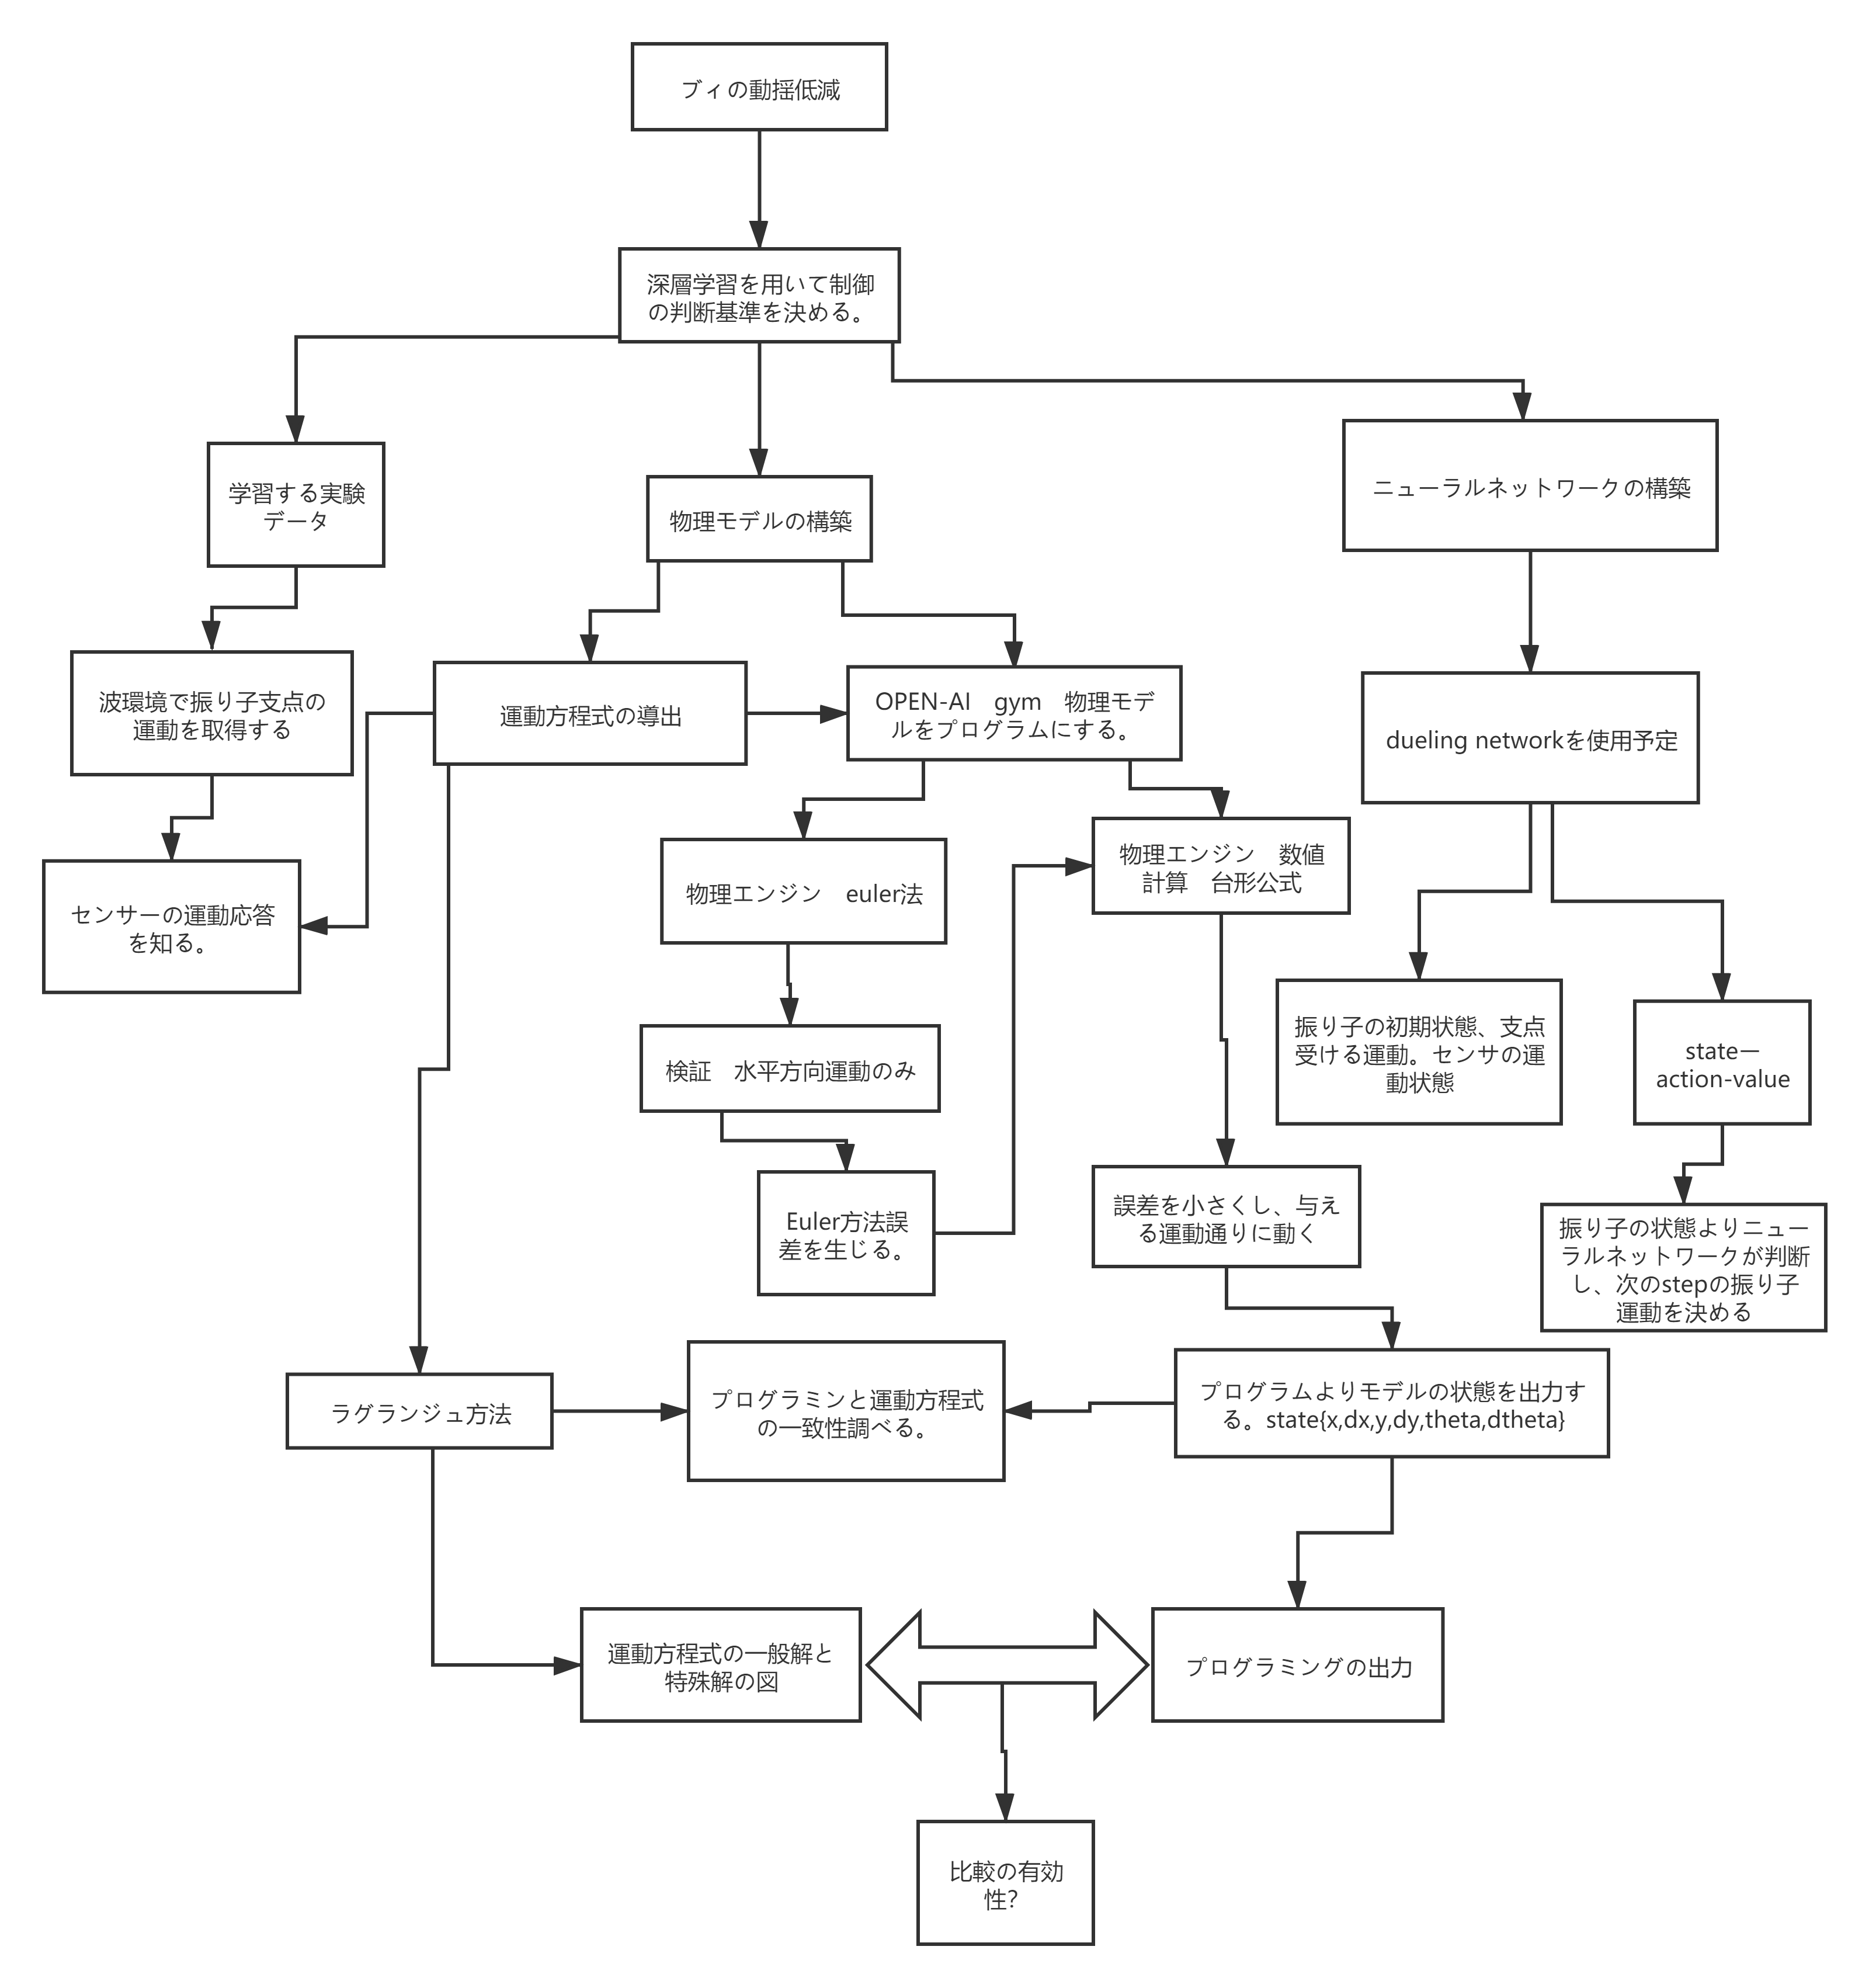 ブィの動揺低減
深層学習を用いて制御
の判断基準を決める。
学習する実験
データ
物理モデルの構築
ニューラルネットワークの構築
波環境で振り子支点の
運動を取得する
運動方程式の導出
OPEN-AI　gym　物理モデ
ルをプログラムにする。
dueling networkを使用予定
センサーの運動応答
を知る。
物理エンジン　euler法
物理エンジン　数値
計算　台形公式
検証　水平方向運動のみ
振り子の初期状態、支点
受ける運動。センサの運
動状態
stateー
action-value
Euler方法誤
差を生じる。
誤差を小さくし、与え
る運動通りに動く
振り子の状態よりニュー
ラルネットワークが判断
し、次のstepの振り子
運動を決める
ラグランジュ方法
プログラミンと運動方程式
の一致性調べる。
プログラムよりモデルの状態を出力す
る。state{x,dx,y,dy,theta,dtheta}
運動方程式の一般解と
特殊解の図
プログラミングの出力
比較の有効
性?